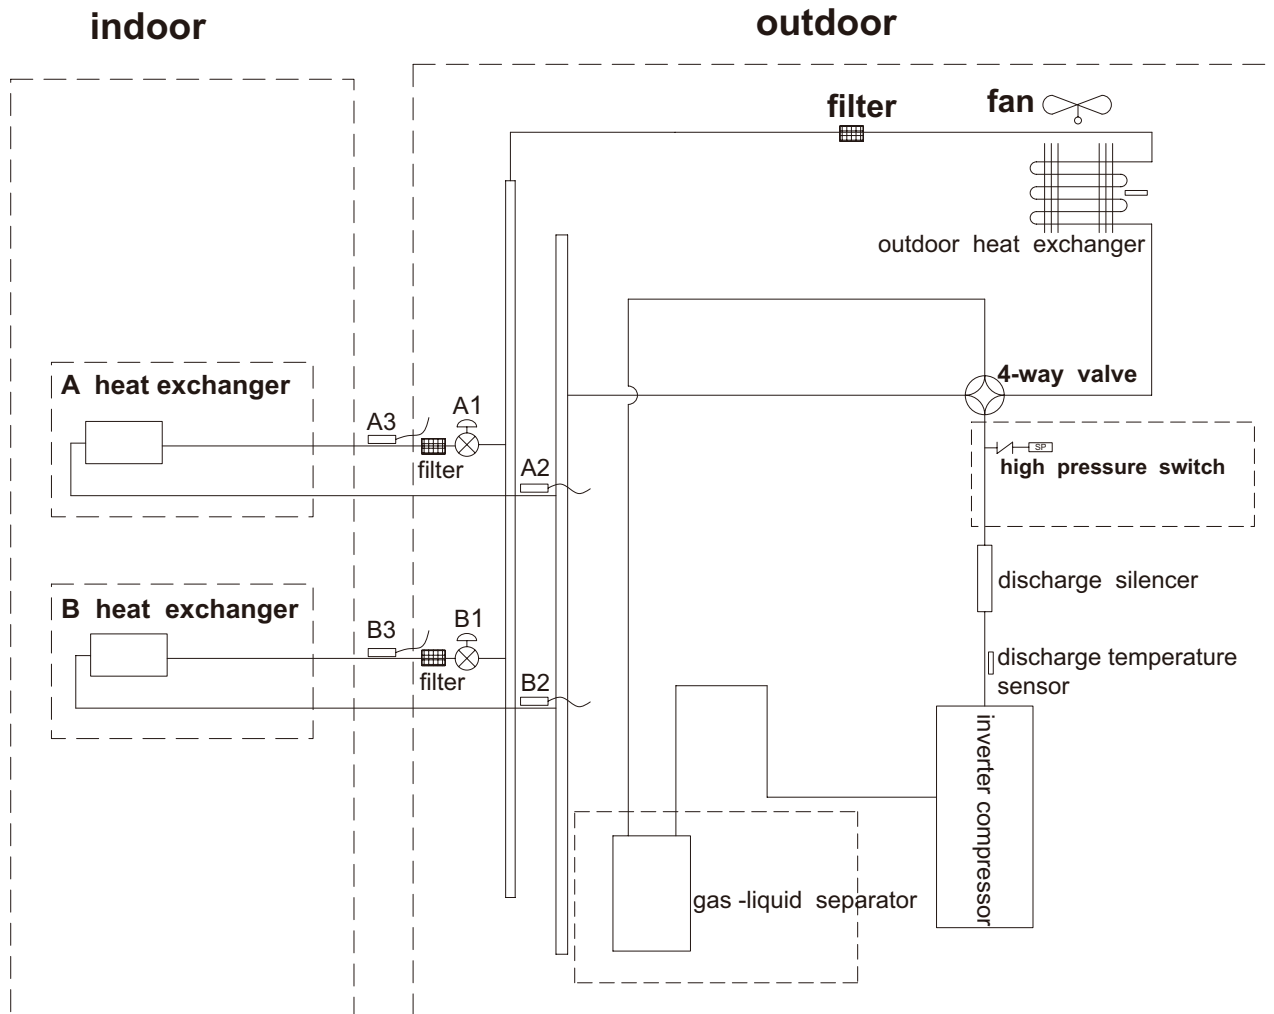 indoor
outdoor
filter
fan
outdoor heat exchanger
A heat exchanger
4-way valve
A3
A1
filter
SP
high pressure switch
A2
discharge silencer
B heat exchanger
B3
B1
filter
discharge temperature
sensor
B2
inverter compressor
gas -liquid separator